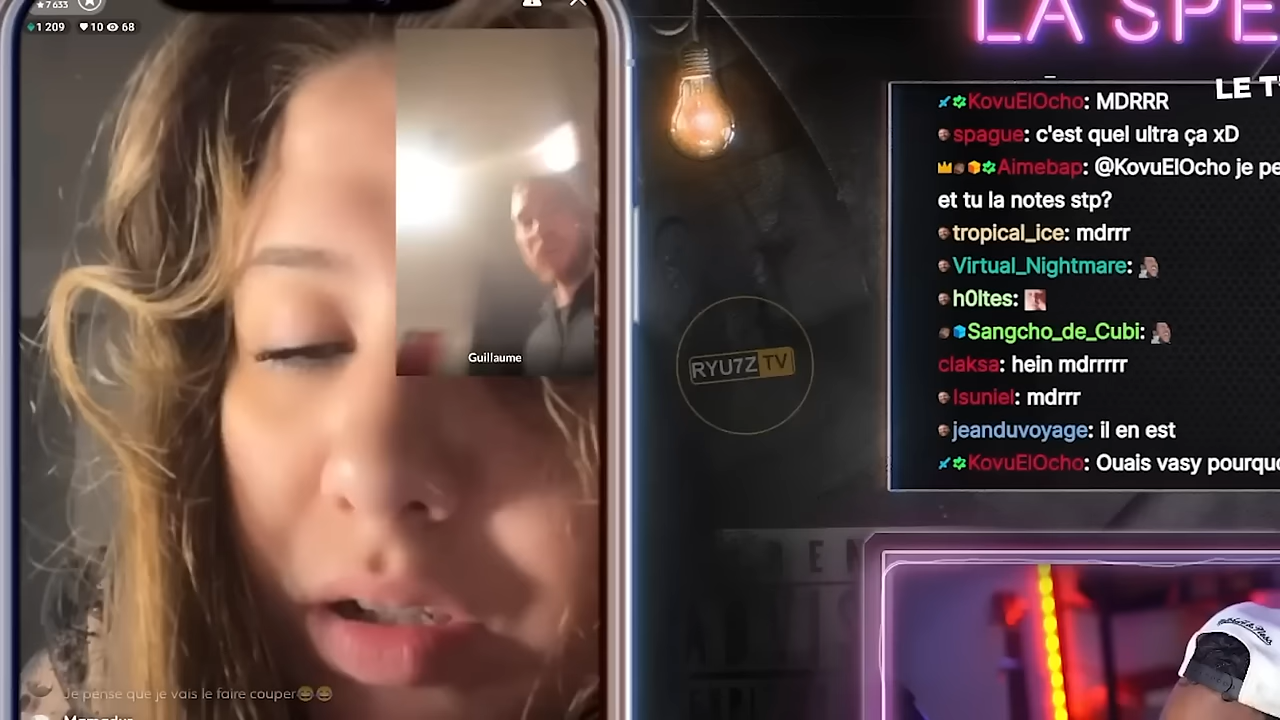 ★7 633
1 209 ♥10 68
Guillaume
Je pense que je vais le faire couper😂😂
RYU7Z TV
LA SPE
LE T
KovuElOcho: MDRRR
spague: c'est quel ultra ça xD
Aimebap: @KovuElOcho je pe
et tu la notes stp?
tropical_ice: mdrrr
Virtual_Nightmare:
h0ltes:
Sangcho_de_Cubi:
claksa: hein mdrrrrr
Isuniel: mdrrr
jeanduvoyage: il en est
KovuElOcho: Ouais vasy pourquo